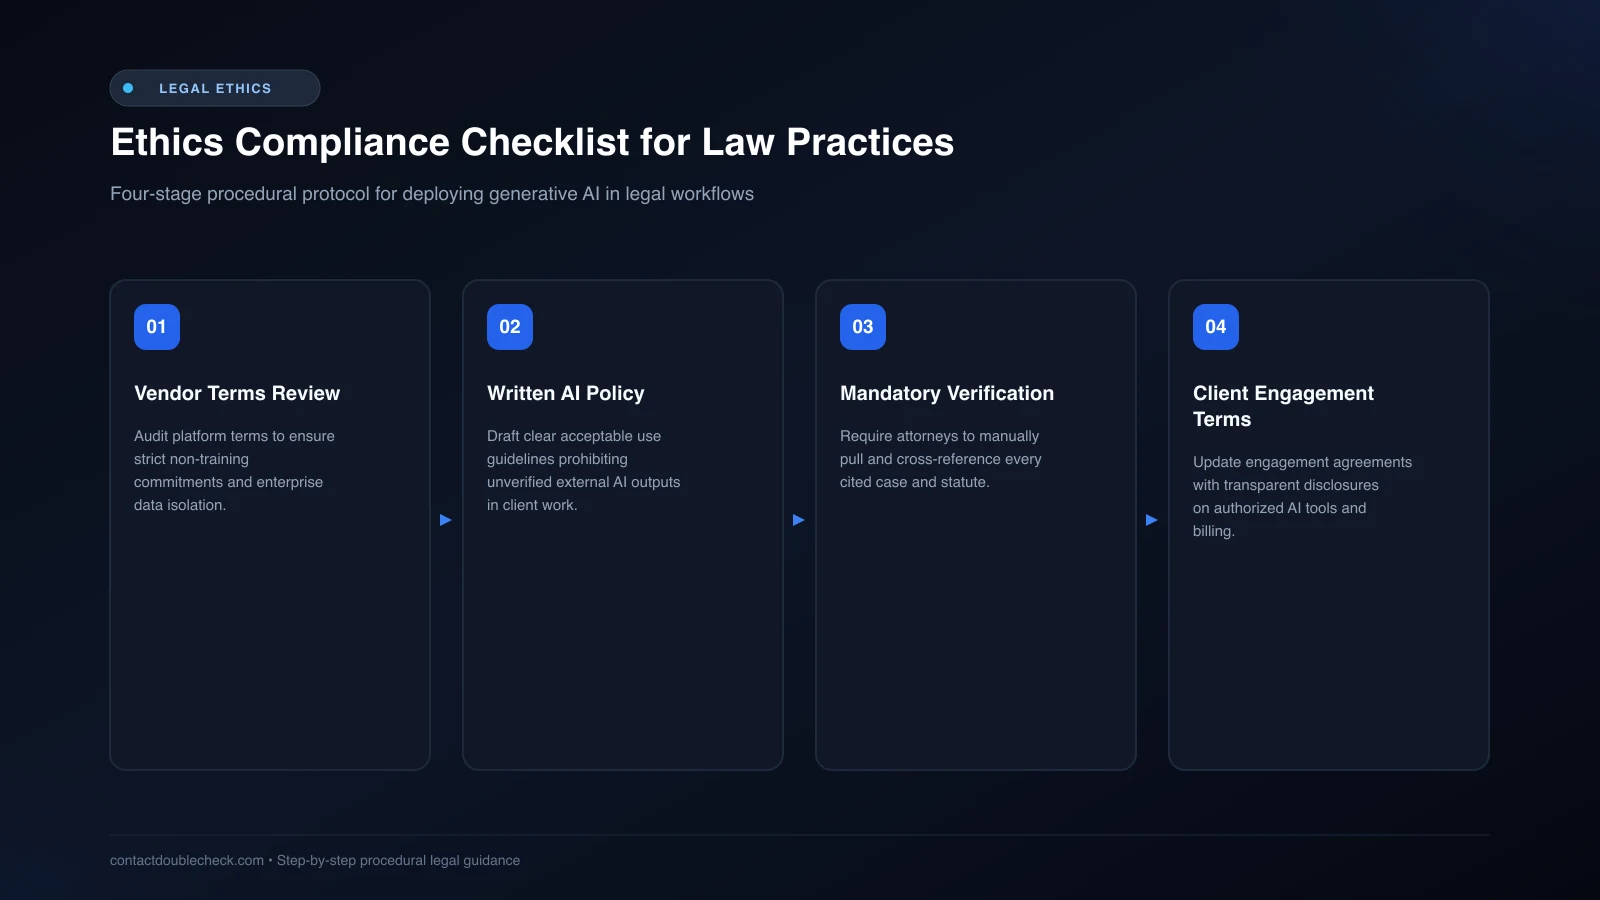 LEGAL ETHICS
Ethics Compliance Checklist for Law Practices
Four-stage procedural protocol for deploying generative AI in legal workflows
01
Vendor Terms Review
Audit platform terms to ensure
strict non-training
commitments and enterprise
data isolation.
02
Written AI Policy
Draft clear acceptable use
guidelines prohibiting
unverified external AI outputs
in client work.
03
Mandatory Verification
Require attorneys to manually
pull and cross-reference every
cited case and statute.
04
Client Engagement
Terms
Update engagement agreements
with transparent disclosures
on authorized AI tools and
billing.
contactdoublecheck.com • Step-by-step procedural legal guidance